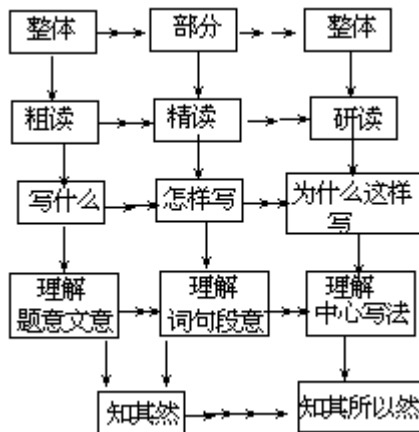 整体 部分 整体
粗读 精读 研读
写什么 怎样写 为什么这样
写
理解 理解 理解
题意文意 词句段意 中心写法
知其然 知其所以然